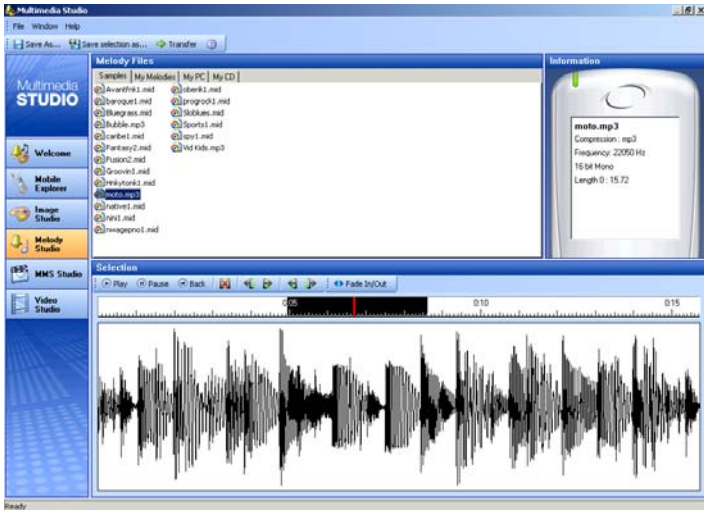 Multimedia Studio
File Window Help
Save As... Save selection as... Transfer
Multimedia
STUDIO
Welcome
Mobile
Explorer
Image
Studio
Melody
Studio
MMS Studio
Video
Studio
Melody Files
Samples My Melodies My PC My CD
Avantfnk1.mid
baroque1.mid
Bluegrass.mid
Bubble.mp3
caribe1.mid
Fantasy2.mid
Fusion2.mid
Groovin1.mid
Hnkytonk1.mid
moto.mp3
native1.mid
nini1.mid
nwagepno1.mid
oberik1.mid
progrock1.mid
Sloblues.mid
Sports1.mid
spy1.mid
Vid Kids.mp3
Information
moto.mp3
Compression : mp3
Frequency: 22050 Hz
16 bit Mono
Length 0 : 15.72
Selection
Play Pause Back Fade In/Out
0:05 0:10 0:15
Ready